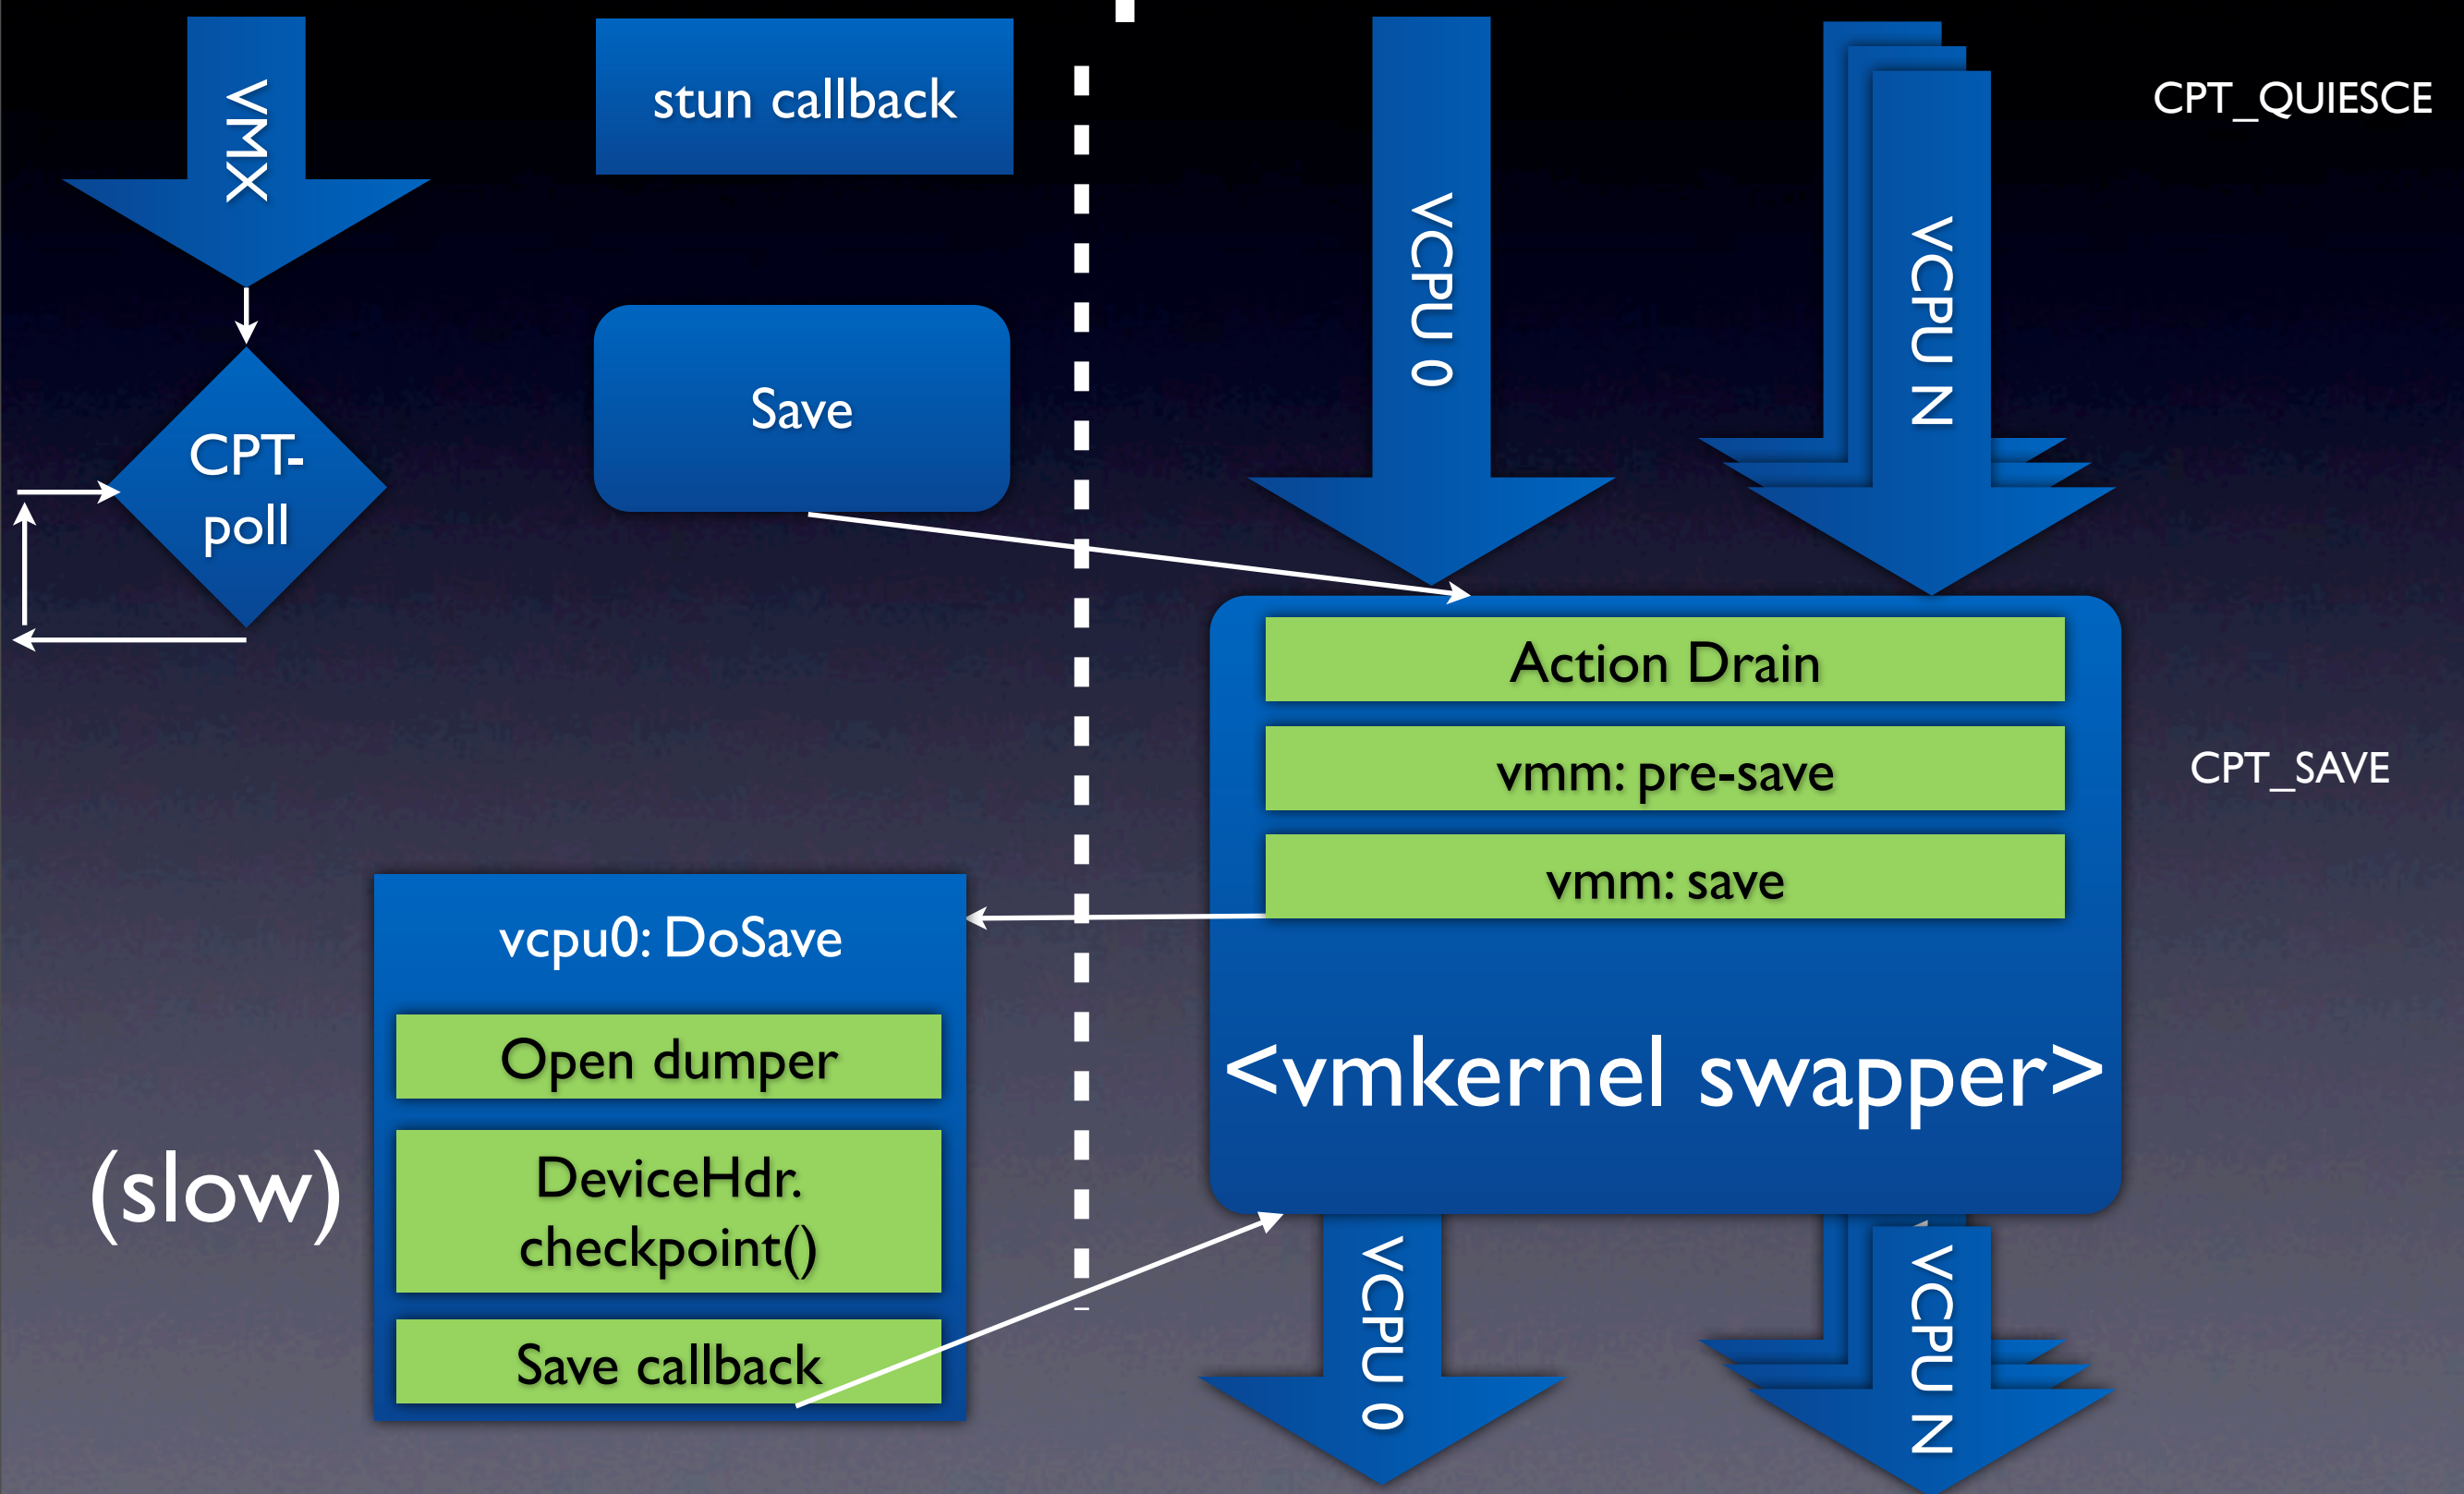 VMX
stun callback
VCPU 0
VCPU N
CPT_QUIESCE
Save
CPT-
poll
Action Drain
vmm: pre-save
CPT_SAVE
vmm: save
vcpu0: DoSave
Open dumper
<vmkernel swapper>
(slow)
DeviceHdr.
checkpoint()
Save callback
VCPU 0
VCPU N